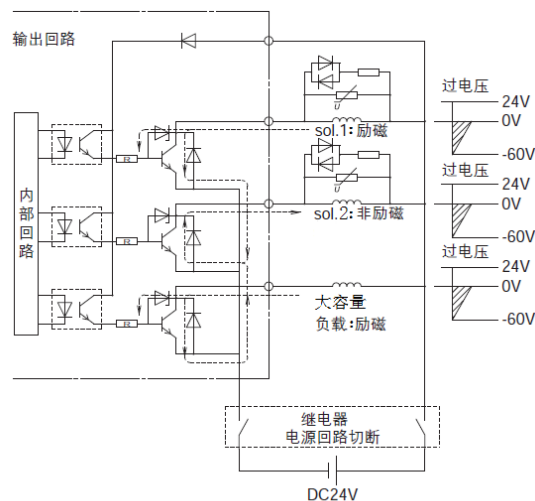 输出回路
内部回路
R
R
R
u
sol.1:励磁
u
sol.2:非励磁
大容量
负载:励磁
过电压
24V
0V
-60V
过电压
24V
0V
-60V
过电压
24V
0V
-60V
继电器
电源回路切断
DC24V